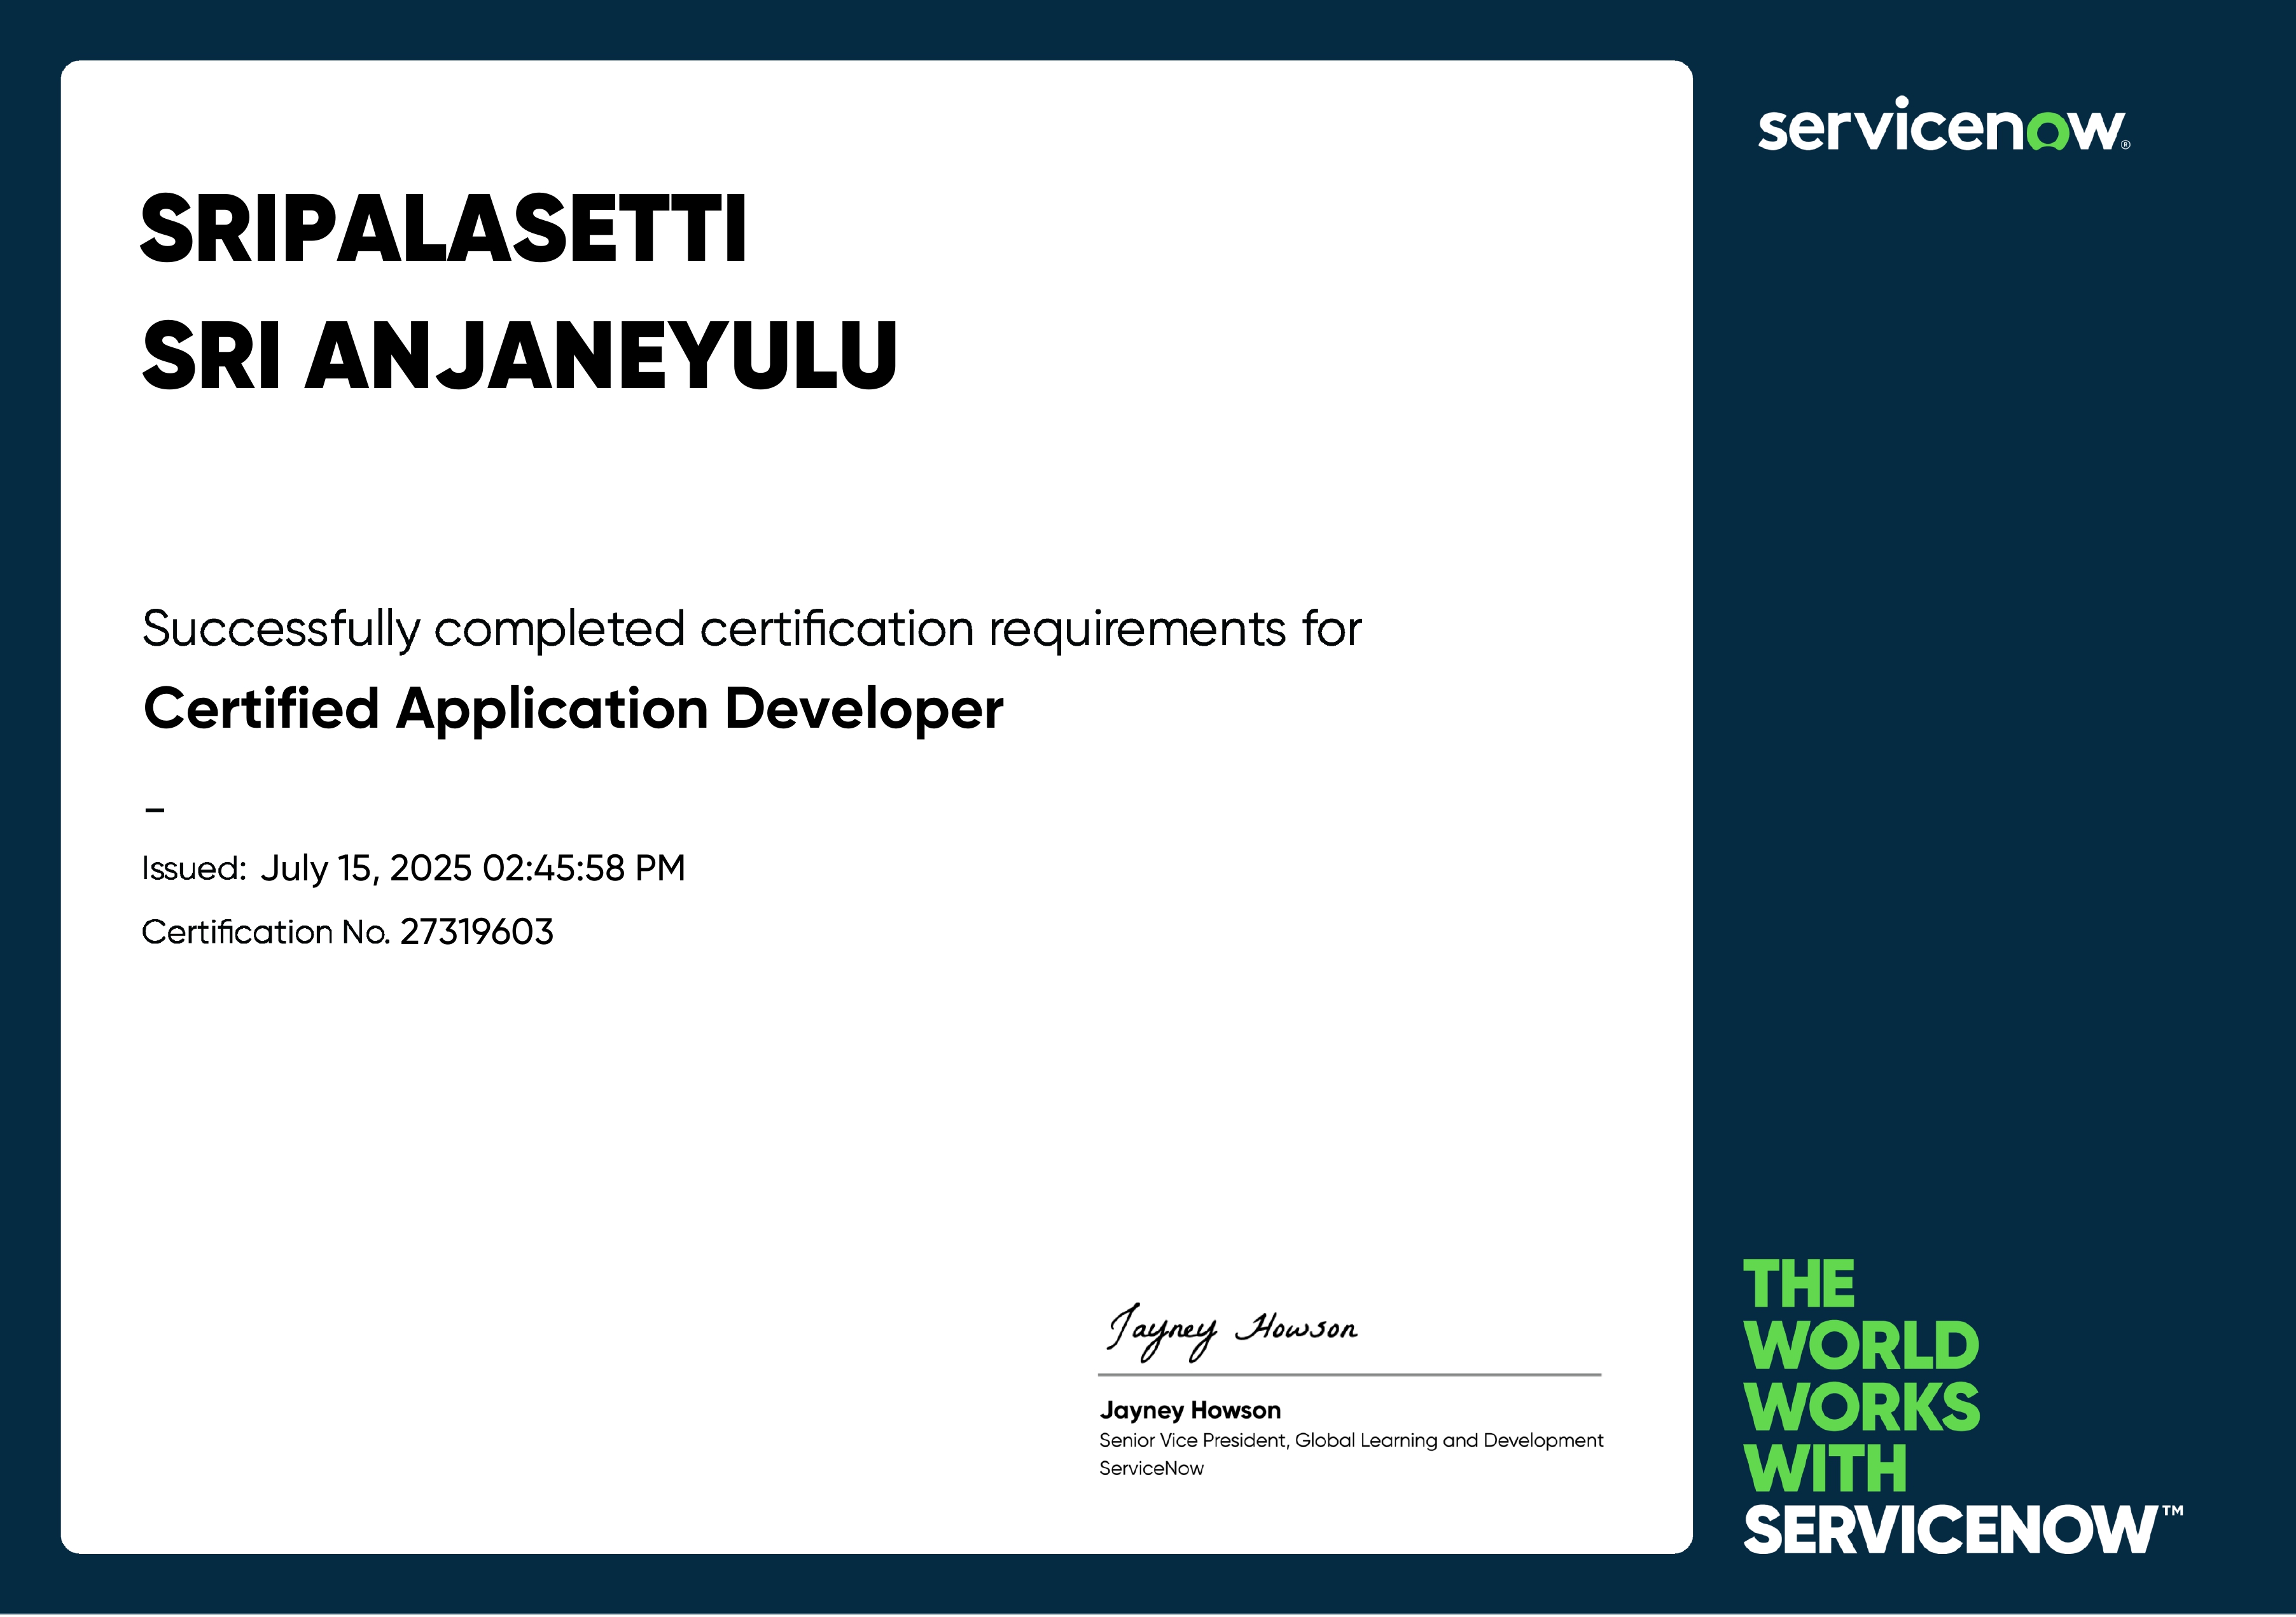 servicenow®
SRIPALASETTI
SRI ANJANEYULU
Successfully completed certification requirements for
Certified Application Developer
–
Issued: July 15, 2025 02:45:58 PM
Certification No. 27319603
Jayney Howson
Jayney Howson
Senior Vice President, Global Learning and Development
ServiceNow
THE
WORLD
WORKS
WITH
SERVICENOW™